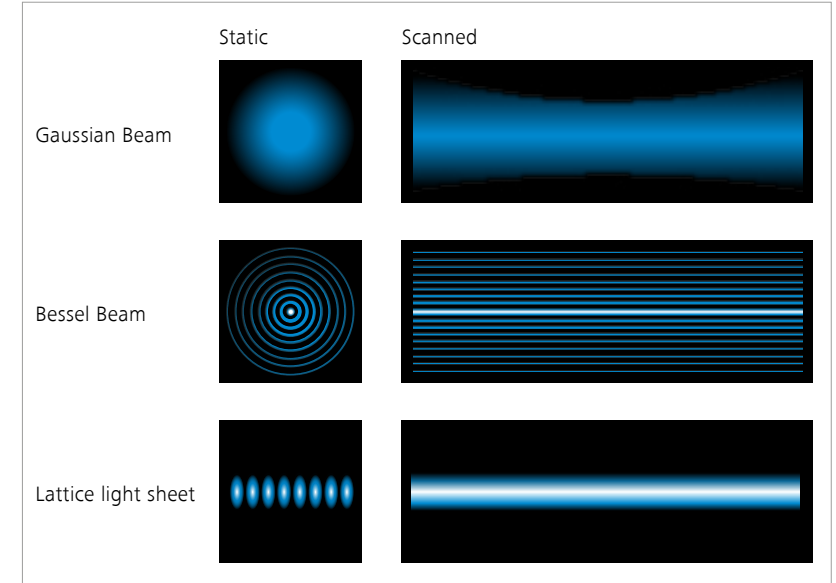 Static Scanned
Gaussian Beam
Bessel Beam
Lattice light sheet